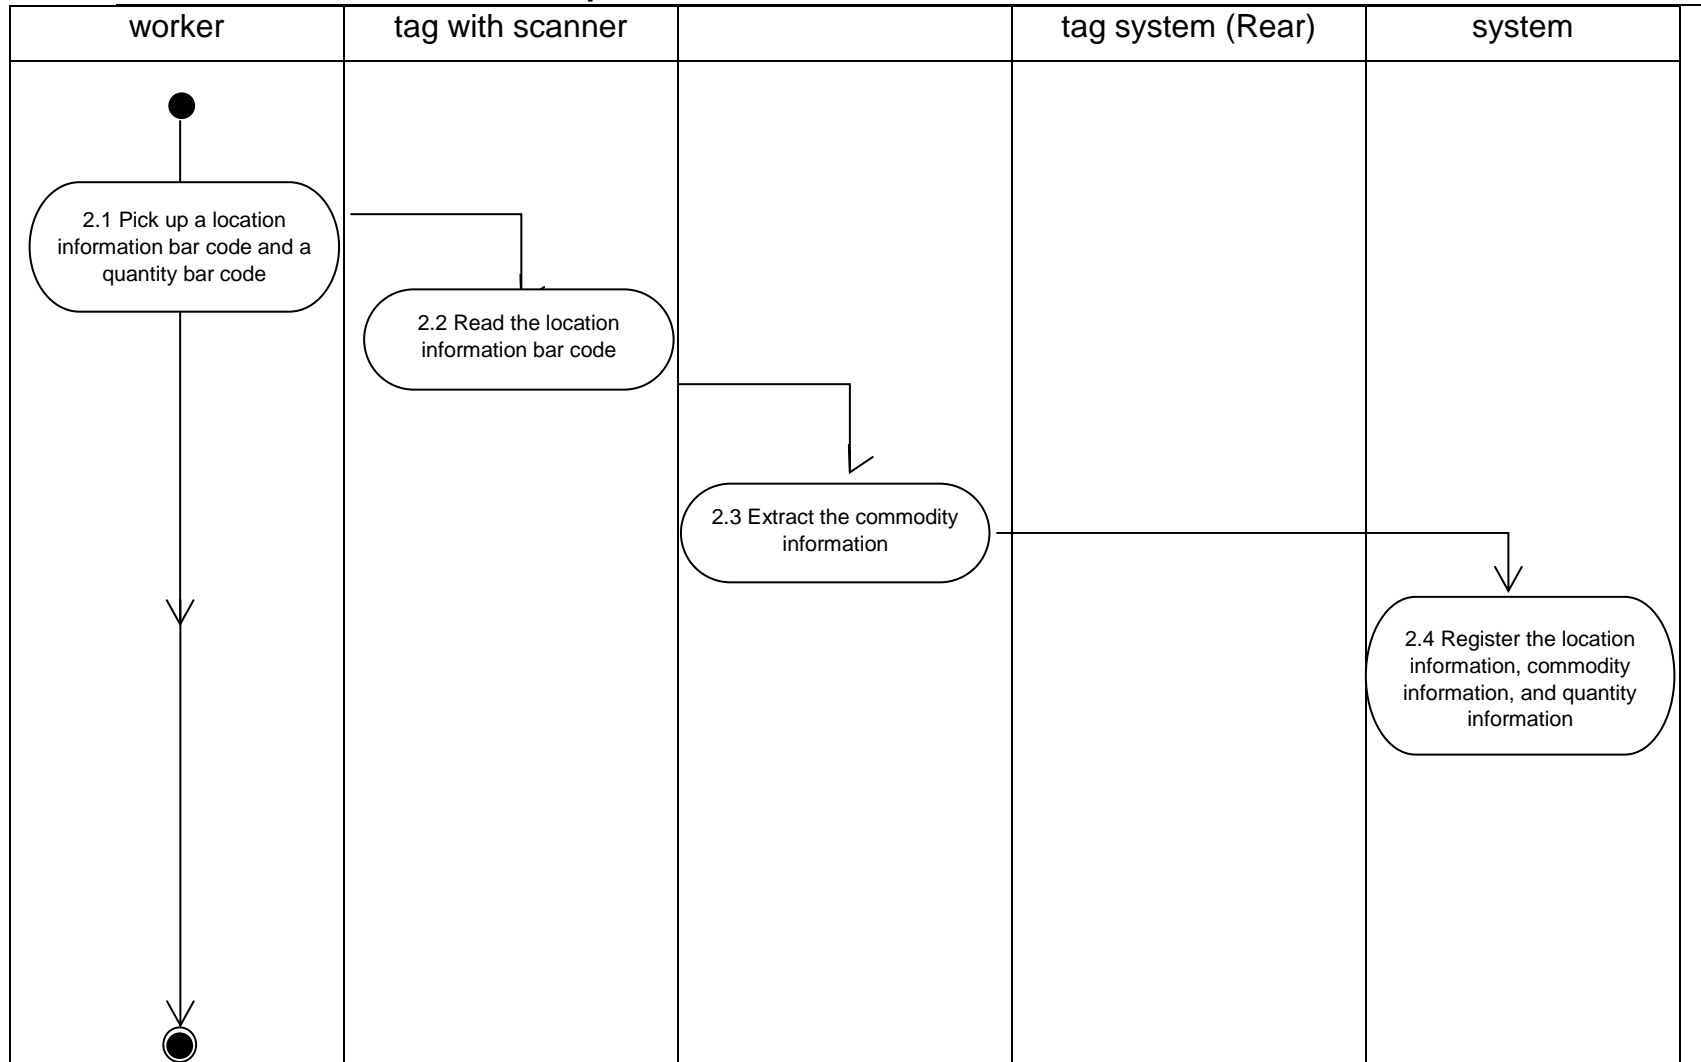 worker
tag with scanner
tag system (Rear)
system
2.1 Pick up a location
information bar code and a
quantity bar code
2.2 Read the location
information bar code
2.3 Extract the commodity
information
2.4 Register the location
information, commodity
information, and quantity
information